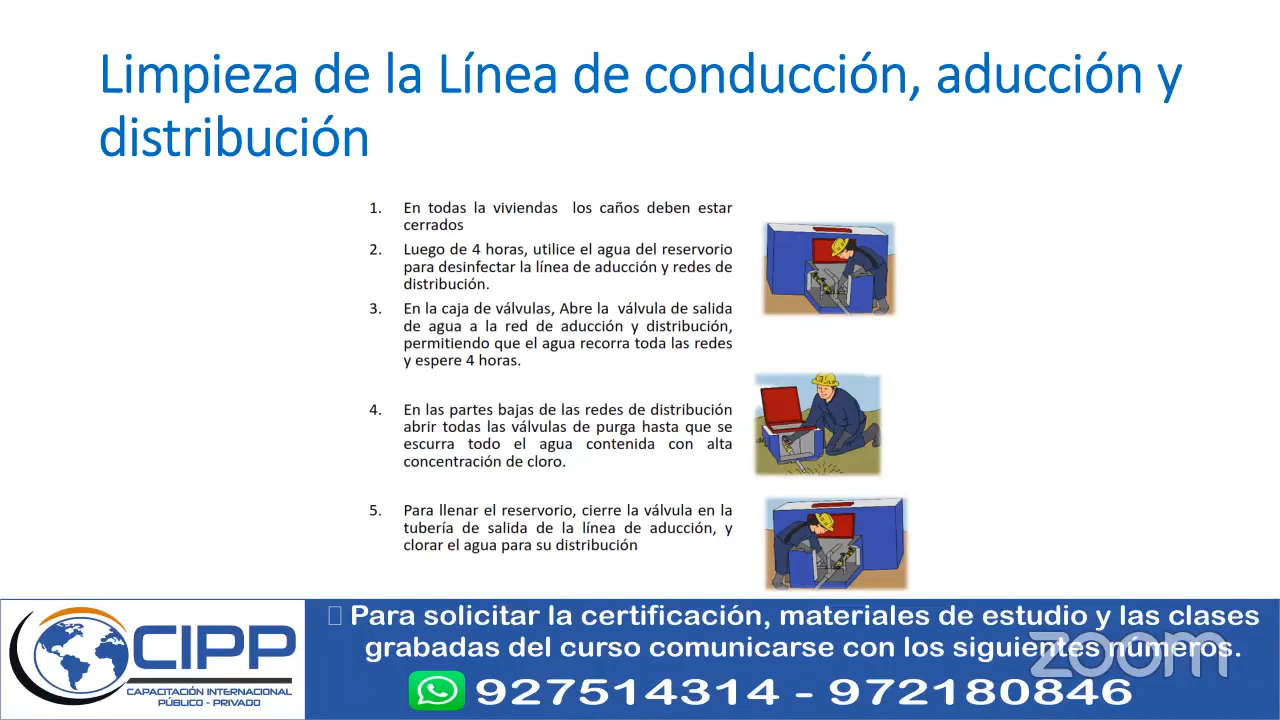 Limpieza de la Línea de conducción, aducción y
distribución
1. En todas la viviendas los caños deben estar
cerrados
2. Luego de 4 horas, utilice el agua del reservorio
para desinfectar la línea de aducción y redes de
distribución.
3. En la caja de válvulas, Abre la válvula de salida
de agua a la red de aducción y distribución,
permitiendo que el agua recorra toda las redes
y espere 4 horas.
4. En las partes bajas de las redes de distribución
abrir todas las válvulas de purga hasta que se
escurra todo el agua contenida con alta
concentración de cloro.
5. Para llenar el reservorio, cierre la válvula en la
tubería de salida de la línea de aducción, y
clorar el agua para su distribución
CIPP
CAPACITACIÓN INTERNACIONAL
PÚBLICO - PRIVADO
Para solicitar la certificación, materiales de estudio y las clases
grabadas del curso comunicarse con los siguientes números.
927514314 - 972180846
zoom